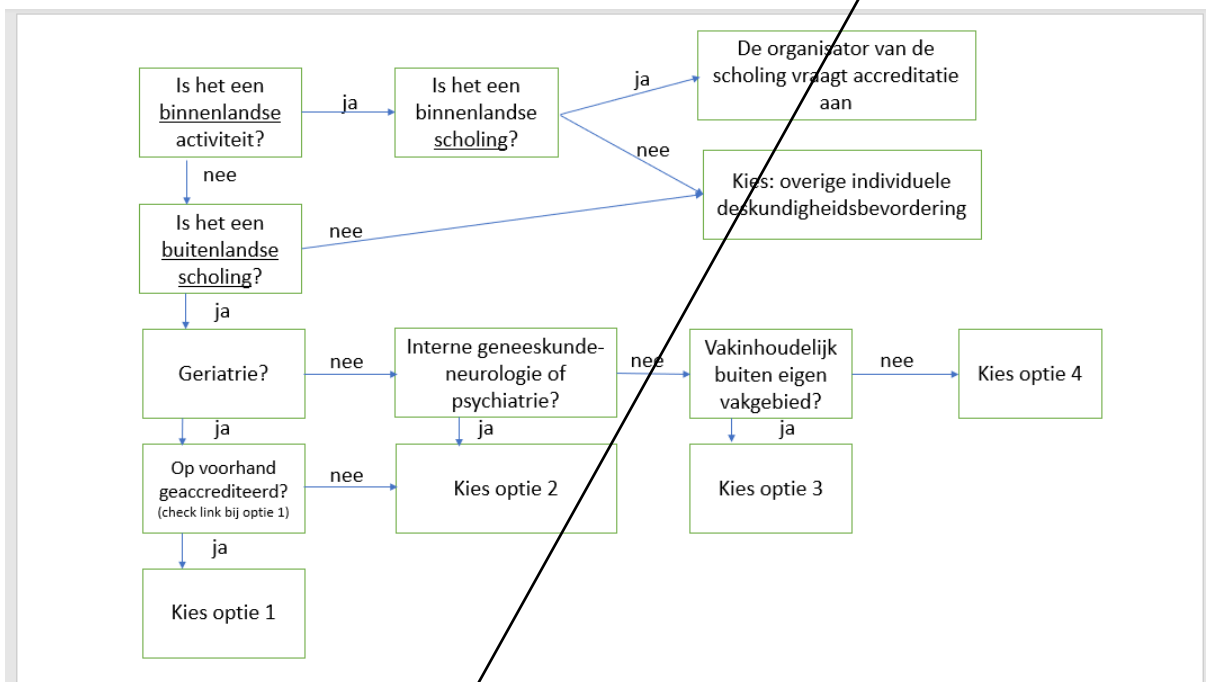 Is het een
binnenlandse
activiteit?
ja
Is het een
binnenlandse
scholing?
ja
De organisator van de
scholing vraagt accreditatie
aan
nee
Kies: overige individuele
deskundigheidsbevordering
nee
Is het een
buitenlandse
scholing?
nee
ja
Geriatrie?
nee
Interne geneeskunde-
neurologie of
psychiatrie?
nee
Vakinhoudelijk
buiten eigen
vakgebied?
nee
Kies optie 4
ja
ja
ja
Op voorhand
geaccrediteerd?
(check link bij optie 1)
nee
Kies optie 2
Kies optie 3
ja
Kies optie 1